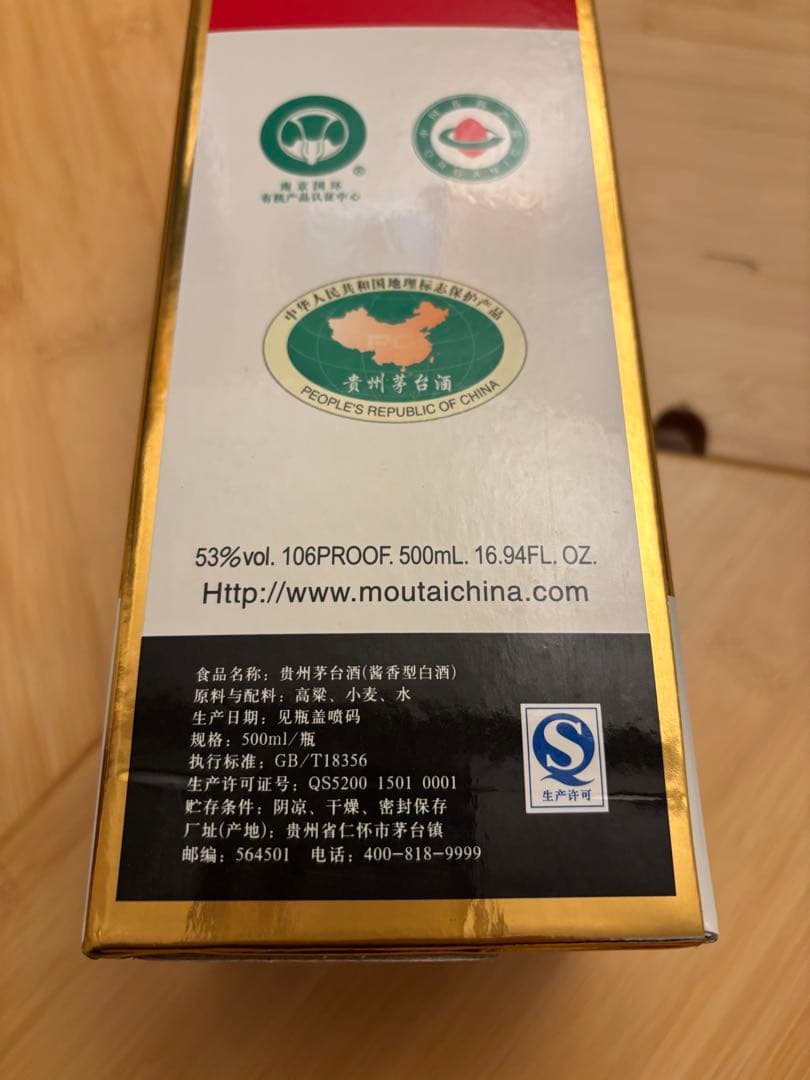 南京国环
有机产品认证中心
中华人民共和国地理标志保护产品
PC
贵州茅台酒
PEOPLE'S REPUBLIC OF CHINA
53%vol. 106PROOF. 500mL. 16.94FL. OZ.
Http://www.moutaichina.com
食品名称：贵州茅台酒(酱香型白酒)
原料与配料：高粱、小麦、水
生产日期：见瓶盖喷码
规格：500ml/瓶
执行标准：GB/T18356
生产许可证号：QS5200 1501 0001
贮存条件：阴凉、干燥、密封保存
厂址(产地)：贵州省仁怀市茅台镇
邮编：564501 电话：400-818-9999
QS
生产许可